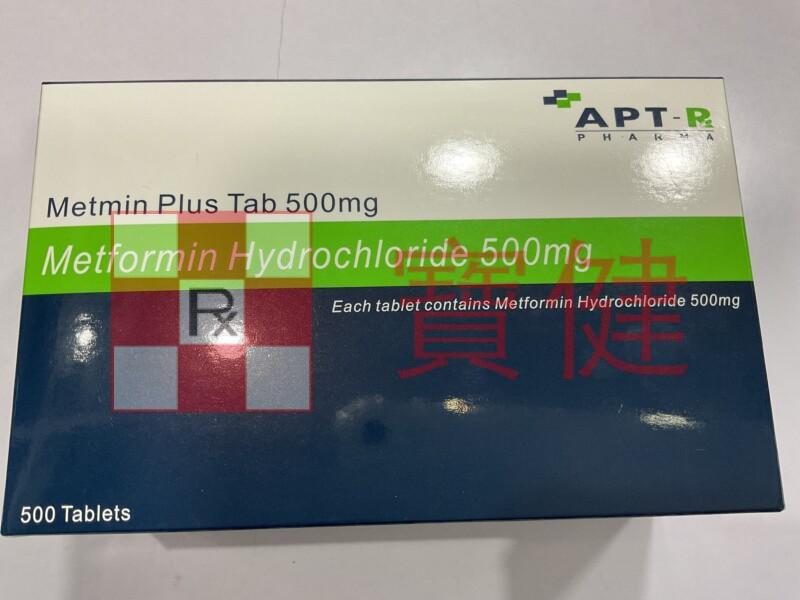 APT-Rx
PHARMA
Metmin Plus Tab 500mg
Metformin Hydrochloride 500mg
Each tablet contains Metformin Hydrochloride 500mg
Rx
寶健
500 Tablets